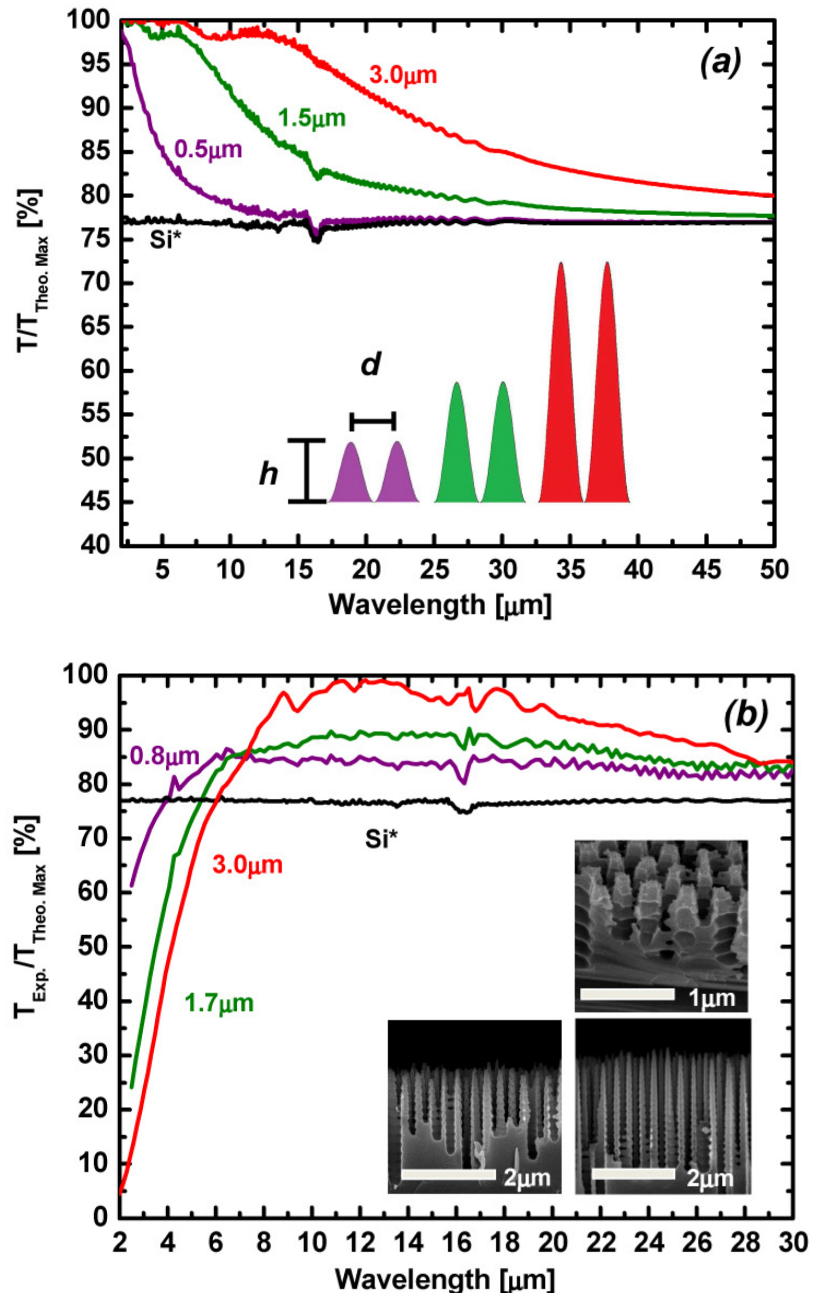 (a)
100
95
90
85
80
75
70
65
60
55
50
45
40
T/T Theo. Max [%]
3.0μm
1.5μm
0.5μm
Si*
d
h
5 10 15 20 25 30 35 40 45 50
Wavelength [μm]
(b)
100
90
80
70
60
50
40
30
20
10
0
T Exp./T Theo. Max [%]
0.8μm
Si*
3.0μm
1.7μm
1μm
2μm
2μm
2 4 6 8 10 12 14 16 18 20 22 24 26 28 30
Wavelength [μm]